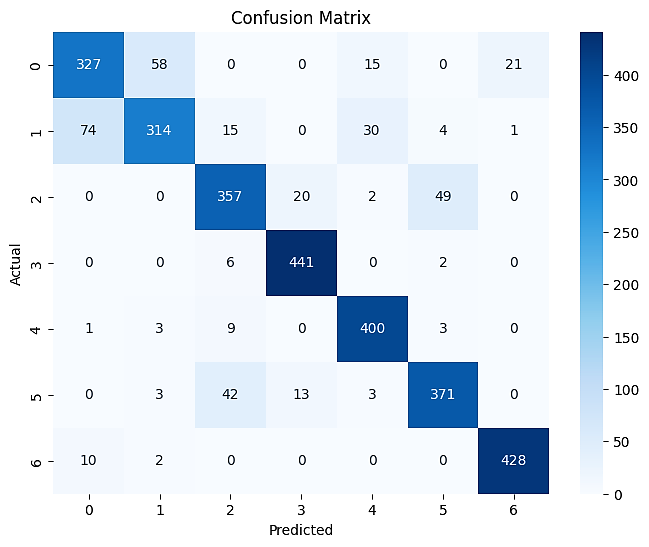 Confusion Matrix
0 327 58 0 0 15 0 21
1 74 314 15 0 30 4 1
2 0 0 357 20 2 49 0
3 0 0 6 441 0 2 0
4 1 3 9 0 400 3 0
5 0 3 42 13 3 371 0
6 10 2 0 0 0 0 428
0 1 2 3 4 5 6
Predicted
Actual
400
350
300
250
200
150
100
50
0